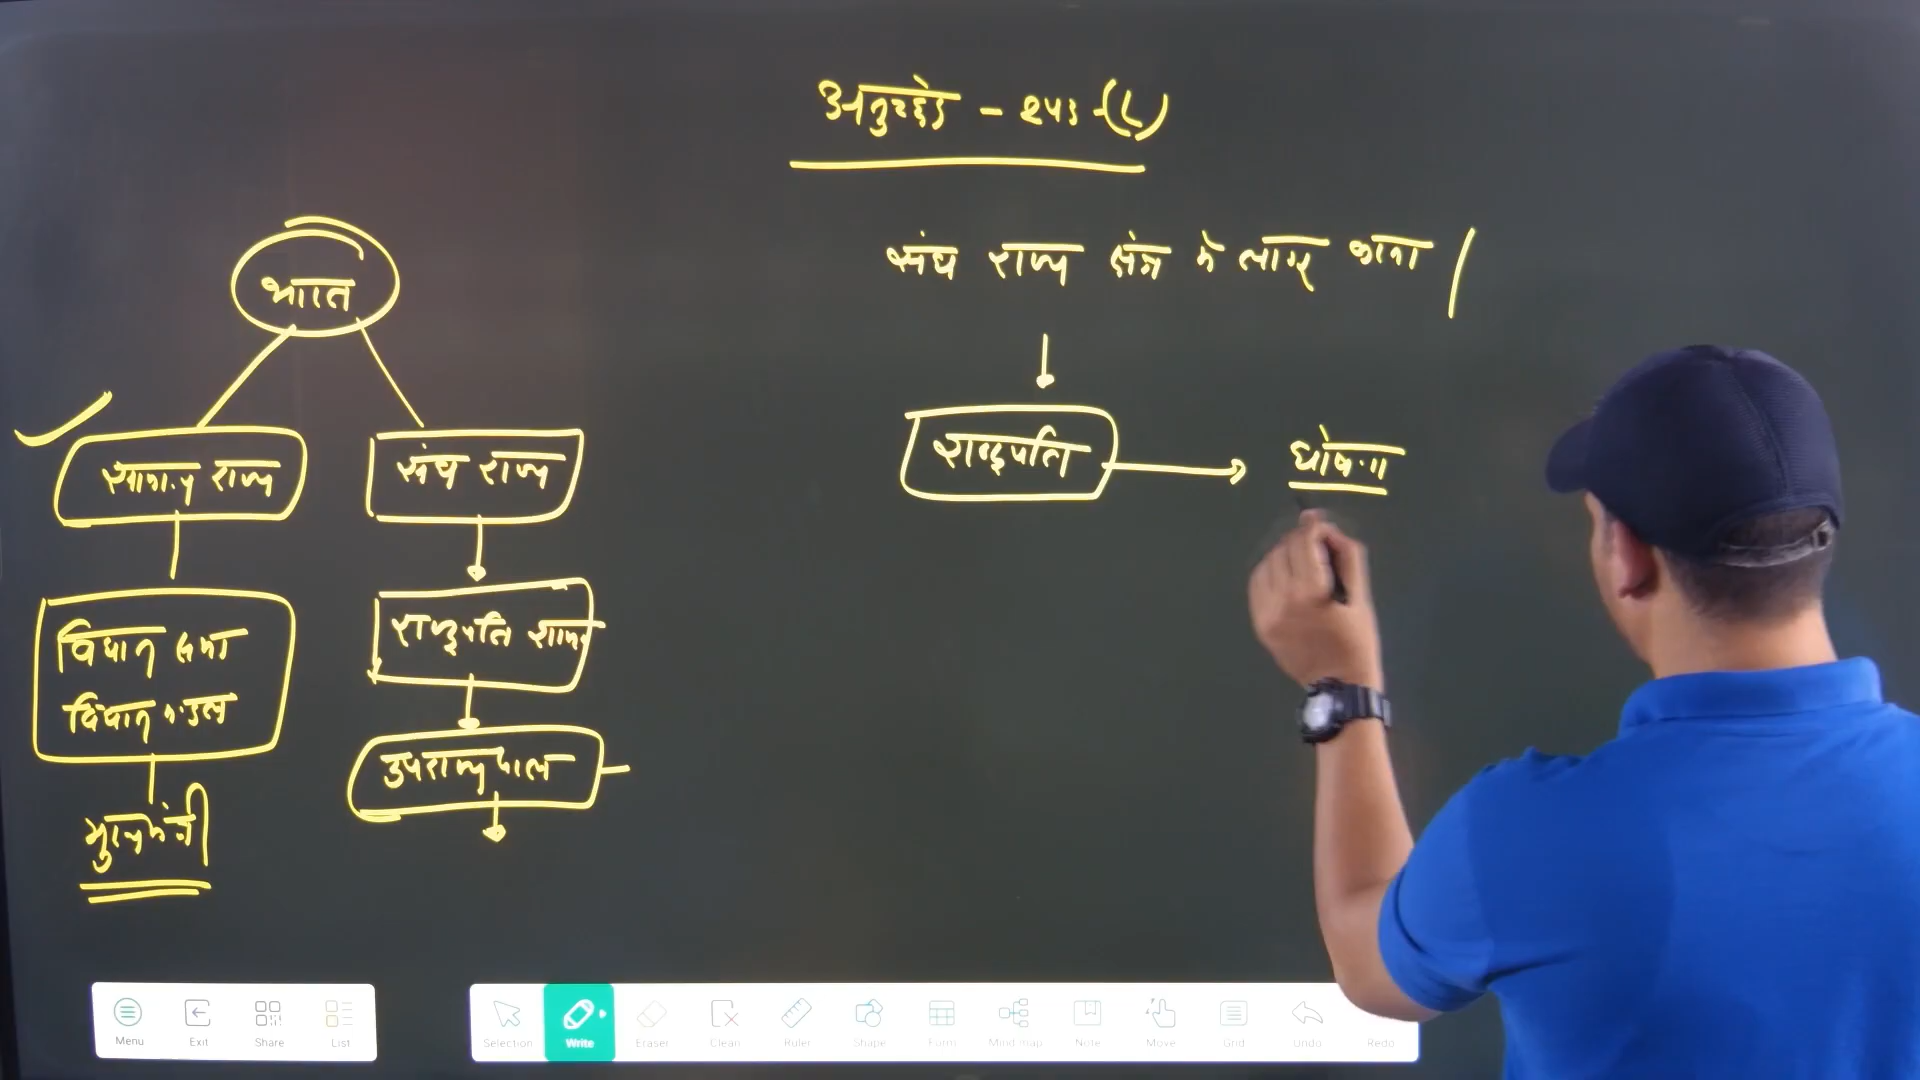 अनुच्छेद - 243 - (L)
संघ राज्य क्षेत्र में लागू होना
भारत
सामान्य राज्य
संघ राज्य
राष्ट्रपति
घोषणा
विधान सभा
विधान मंडल
राष्ट्रपति शासन
उपराज्यपाल
मुख्यमंत्री
Menu
Exit
Share
List
Selection
Write
Eraser
Clean
Ruler
Shape
Form
Mind map
Note
Move
Grid
Undo
Redo